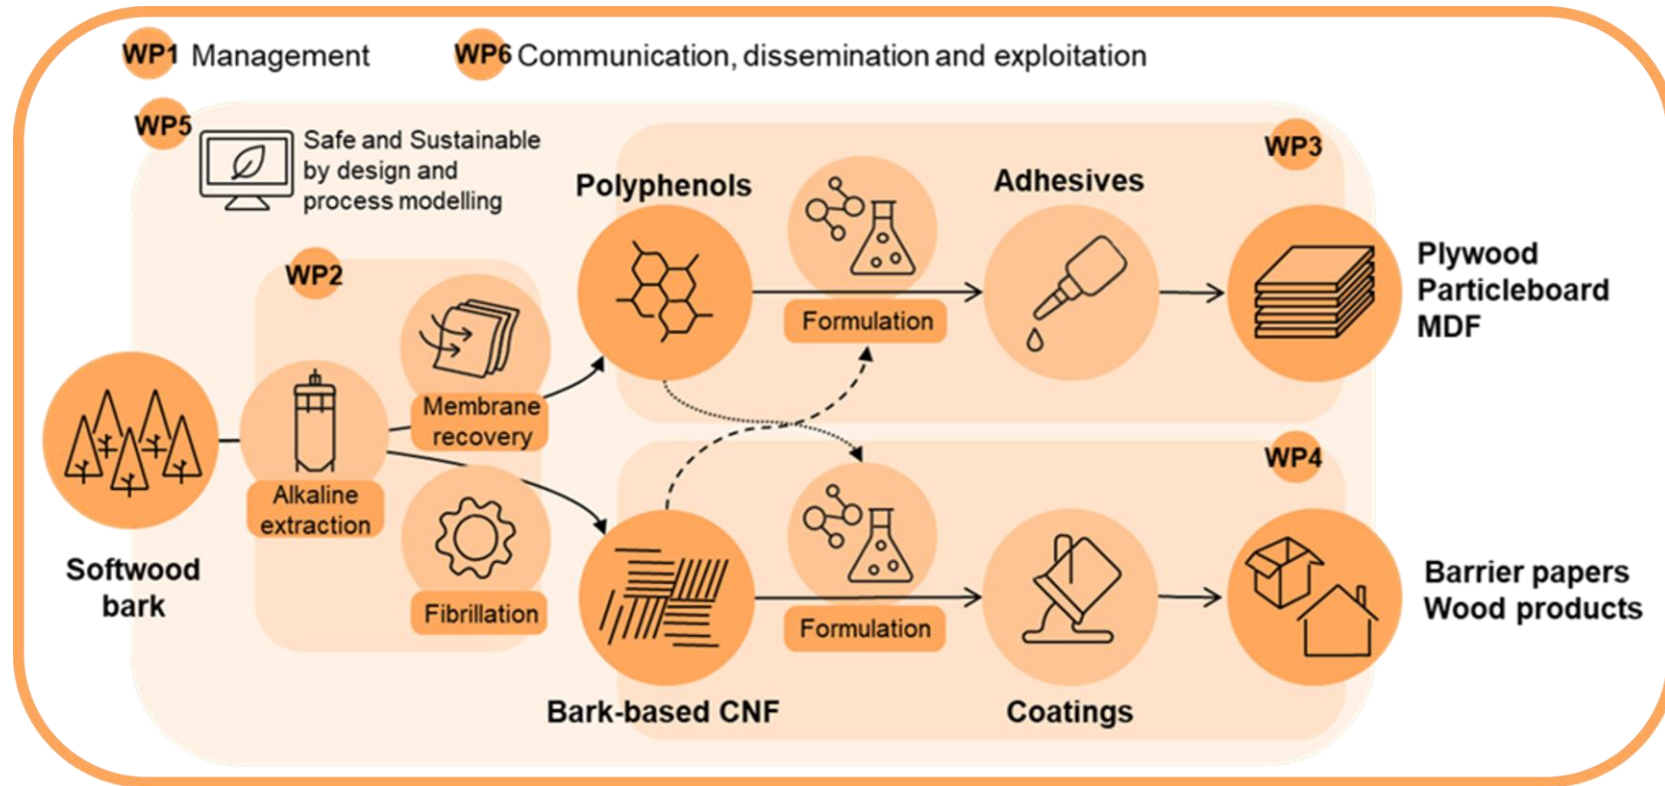 WP1 Management
WP6 Communication, dissemination and exploitation
WP5
Safe and Sustainable
by design and
process modelling
WP2
WP3
Polyphenols
Adhesives
Formulation
Plywood
Particleboard
MDF
Membrane
recovery
Alkaline
extraction
Softwood
bark
Fibrillation
WP4
Bark-based CNF
Formulation
Coatings
Barrier papers
Wood products